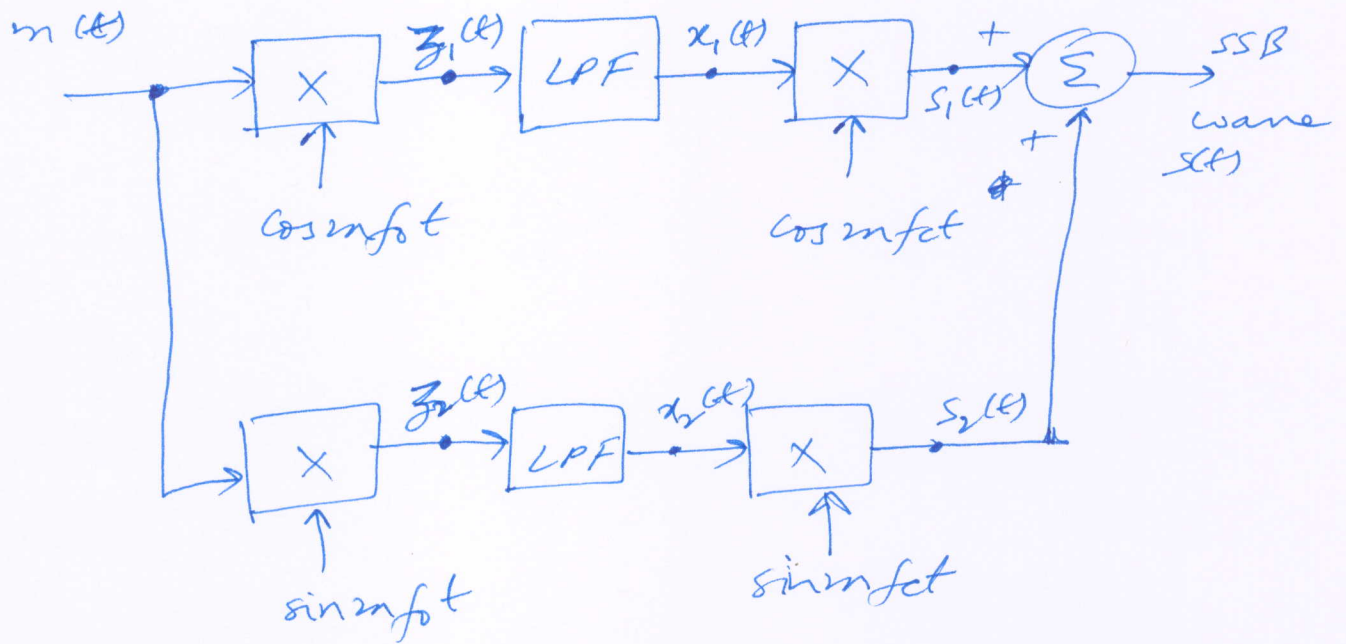 m(t)
X
z₁(t)
LPF
x₁(t)
X
+
s₁(t)
Σ
SSB
wave
s(t)
+
cos2πf₀t
cos2πfct
X
z₂(t)
LPF
x₂(t)
X
s₂(t)
sin2πf₀t
sin2πfct